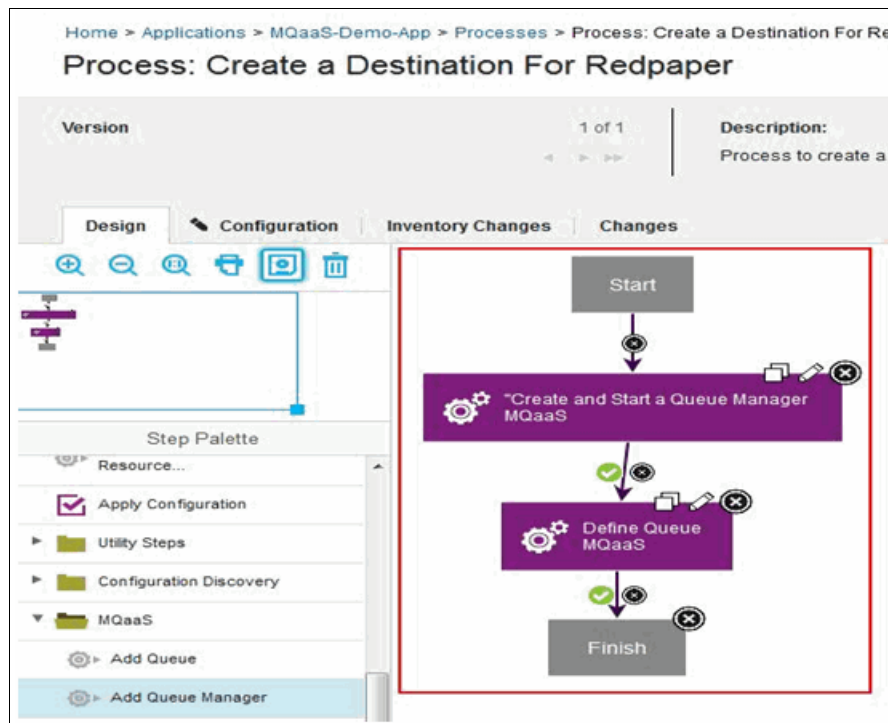 Home > Applications > MQaaS-Demo-App > Processes > Process: Create a Destination For Re
Process: Create a Destination For Redpaper
Version
1 of 1
Description:
Process to create a
Design
Configuration
Inventory Changes
Changes
Start
"Create and Start a Queue Manager
MQaaS
Define Queue
MQaaS
Finish
Step Palette
Resource...
Apply Configuration
Utility Steps
Configuration Discovery
MQaaS
Add Queue
Add Queue Manager